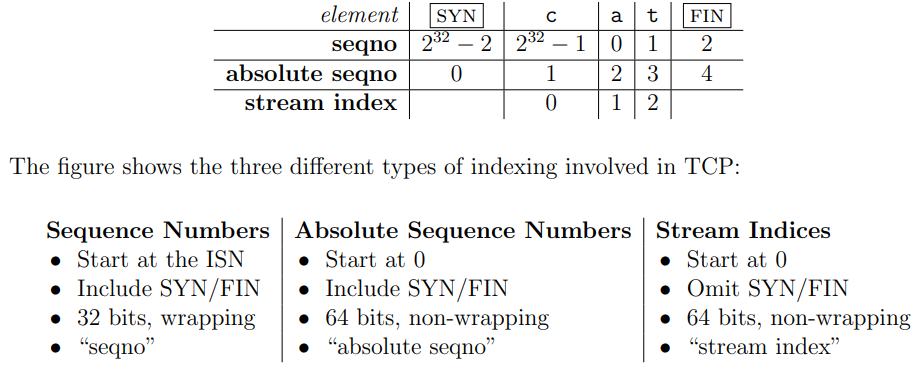 element SYN c a t FIN
seqno 2^32 − 2 2^32 − 1 0 1 2
absolute seqno 0 1 2 3 4
stream index 0 1 2
The figure shows the three different types of indexing involved in TCP:
Sequence Numbers Absolute Sequence Numbers Stream Indices
• Start at the ISN • Start at 0 • Start at 0
• Include SYN/FIN • Include SYN/FIN • Omit SYN/FIN
• 32 bits, wrapping • 64 bits, non-wrapping • 64 bits, non-wrapping
• “seqno” • “absolute seqno” • “stream index”